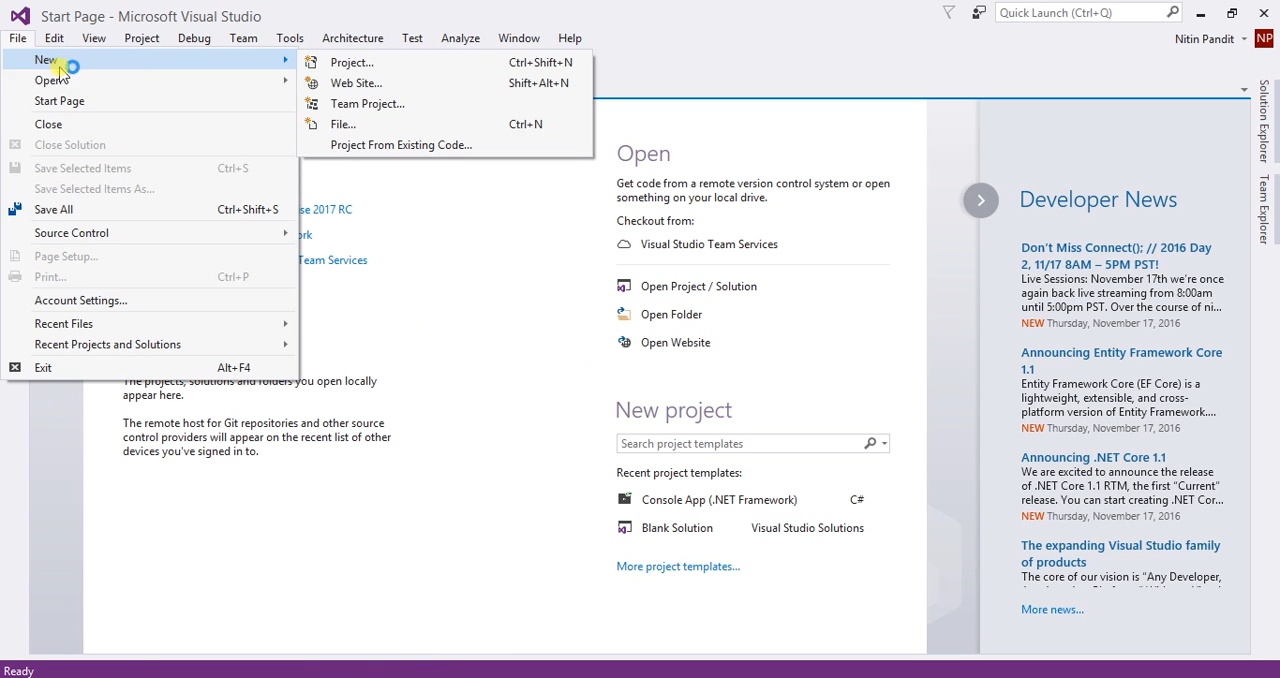 Start Page - Microsoft Visual Studio
Quick Launch (Ctrl+Q)
File Edit View Project Debug Team Tools Architecture Test Analyze Window Help
Nitin Pandit NP
New
Open
Start Page
Close
Close Solution
Save Selected Items Ctrl+S
Save Selected Items As...
Save All Ctrl+Shift+S
Source Control
Page Setup...
Print... Ctrl+P
Account Settings...
Recent Files
Recent Projects and Solutions
Exit Alt+F4
Project... Ctrl+Shift+N
Web Site... Shift+Alt+N
Team Project...
File... Ctrl+N
Project From Existing Code...
se 2017 RC
rk
Team Services
The projects, solutions and folders you open locally
appear here.
The remote host for Git repositories and other source
control providers will appear on the recent list of other
devices you've signed in to.
Open
Get code from a remote version control system or open
something on your local drive.
Checkout from:
Visual Studio Team Services
Open Project / Solution
Open Folder
Open Website
New project
Search project templates
Recent project templates:
Console App (.NET Framework) C#
Blank Solution Visual Studio Solutions
More project templates...
Developer News
Don't Miss Connect(); // 2016 Day
2, 11/17 8AM – 5PM PST!
Live Sessions: November 17th we're once
again back live streaming from 8:00am
until 5:00pm PST. Over the course of ni...
NEW Thursday, November 17, 2016
Announcing Entity Framework Core
1.1
Entity Framework Core (EF Core) is a
lightweight, extensible, and cross-
platform version of Entity Framework....
NEW Thursday, November 17, 2016
Announcing .NET Core 1.1
We are excited to announce the release
of .NET Core 1.1 RTM, the first "Current"
release. You can start creating .NET Cor...
NEW Thursday, November 17, 2016
The expanding Visual Studio family
of products
The core of our vision is "Any Developer,
More news...
Solution Explorer
Team Explorer
Ready